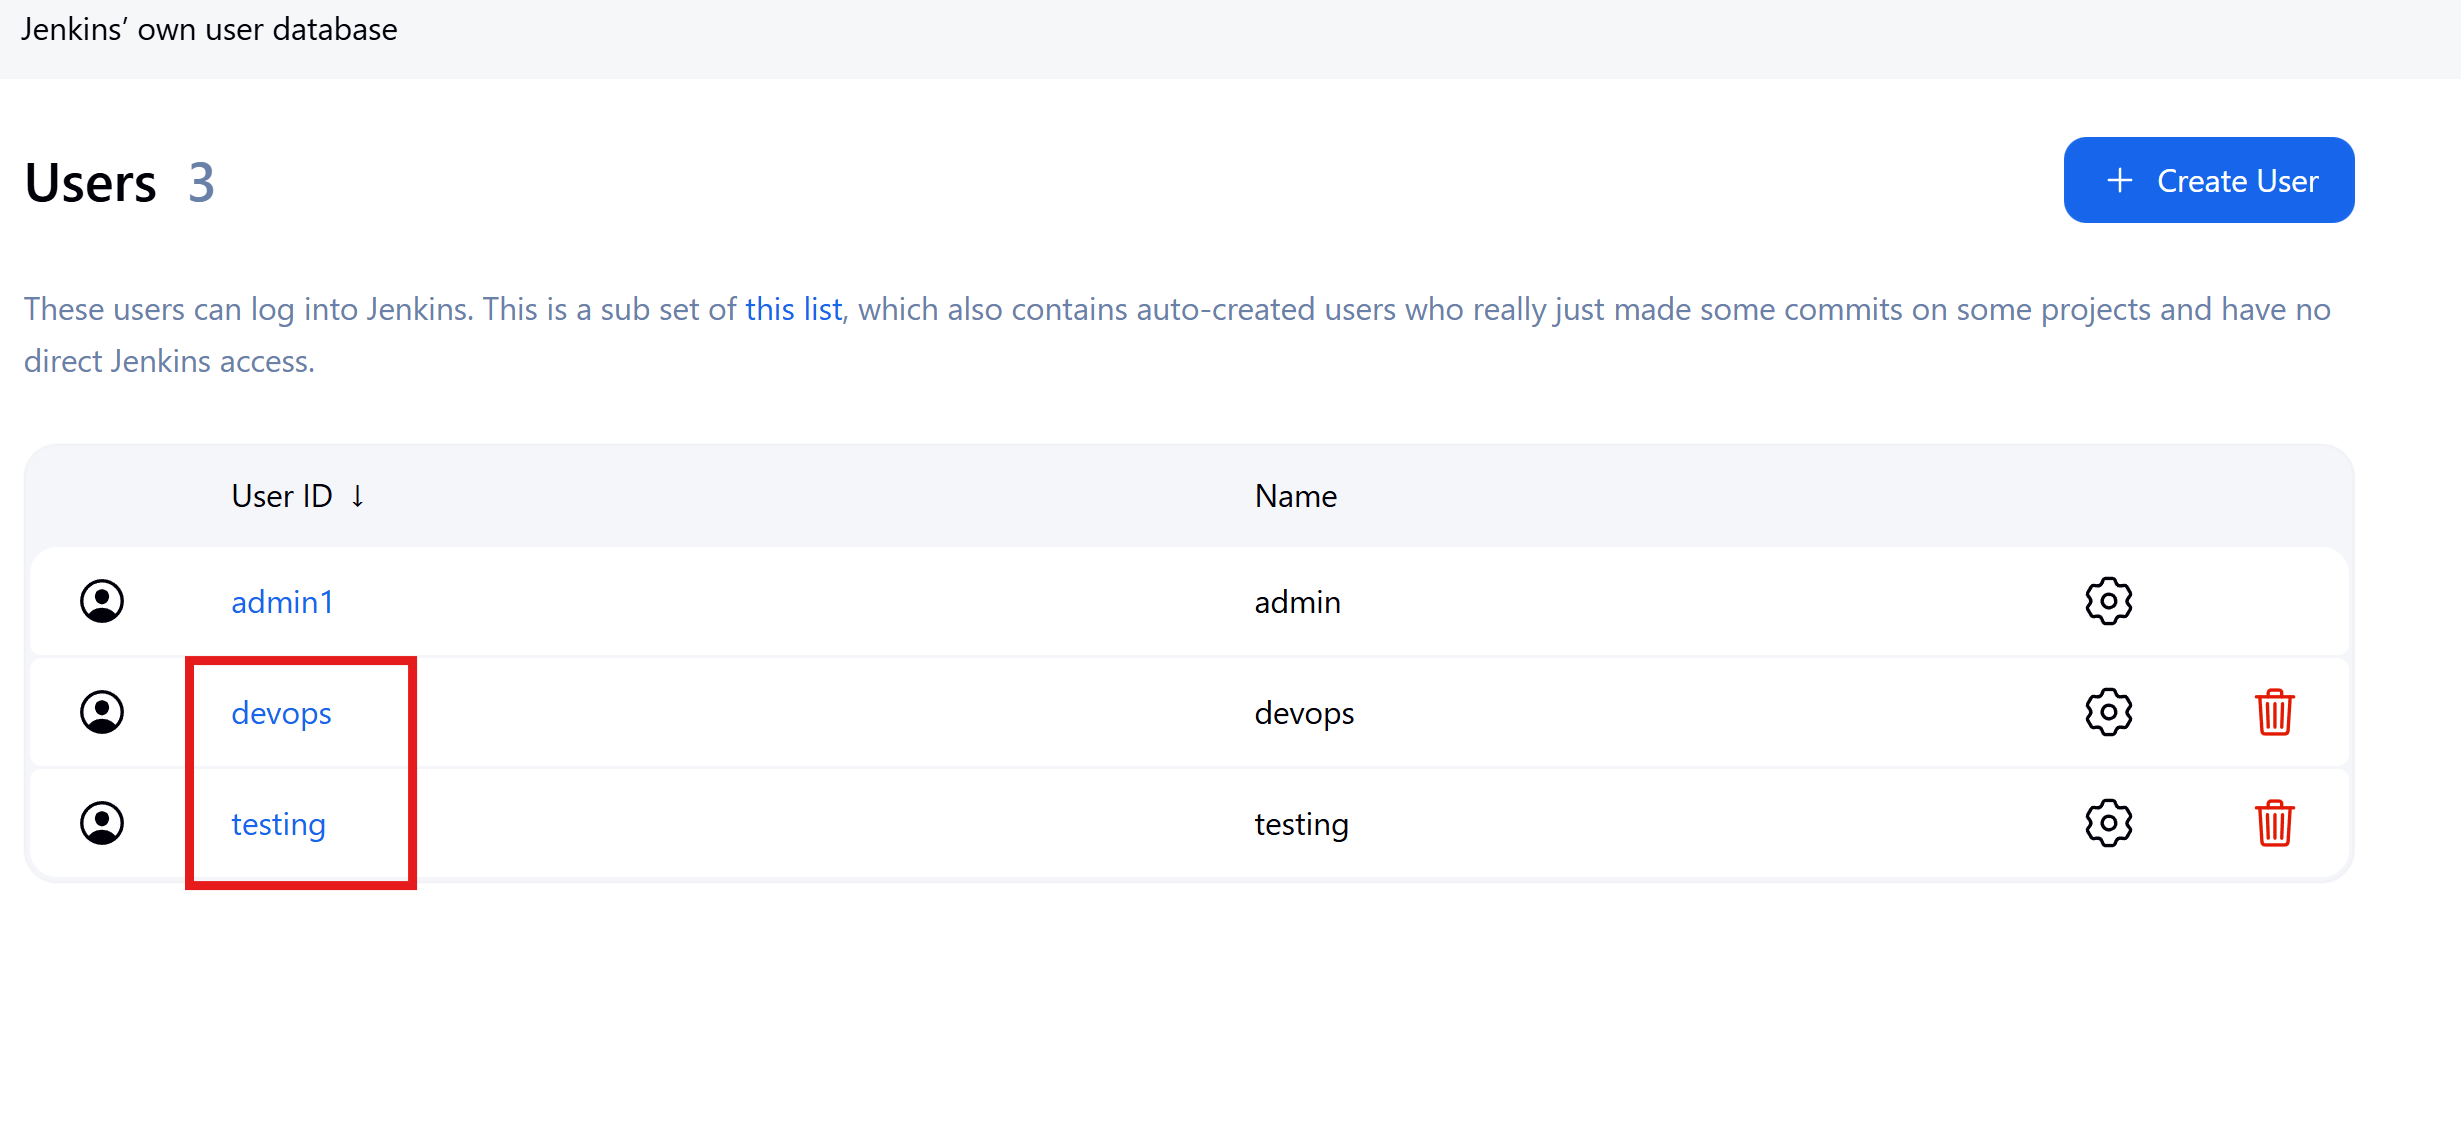 Jenkins’ own user database
Users 3
+ Create User
These users can log into Jenkins. This is a sub set of this list, which also contains auto-created users who really just made some commits on some projects and have no
direct Jenkins access.
User ID ↓ Name
admin1 admin
devops devops
testing testing